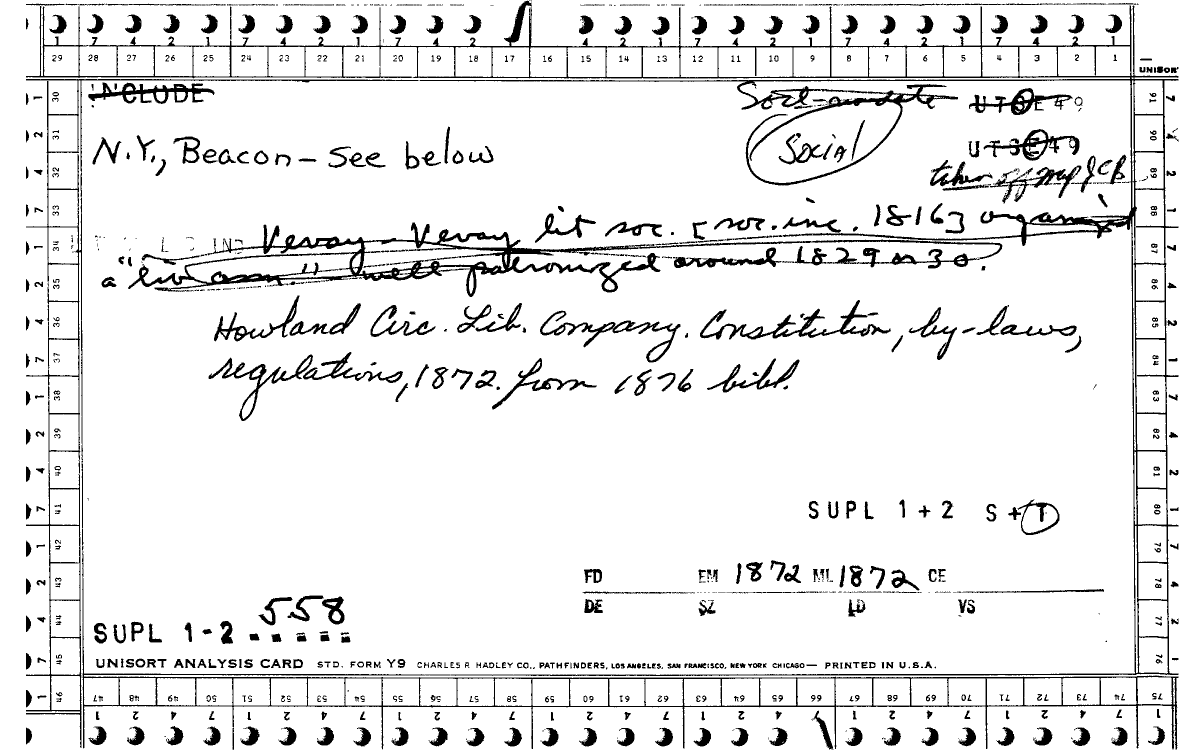 7 4 2 1 7 4 2 1 7 4 2 1 4 2 1 7 4 2 1 7 4 2 1 7 4 2 1
29 28 27 26 25 24 23 22 21 20 19 18 17 16 15 14 13 12 11 10 9 8 7 6 5 4 3 2 1
UNISORT
INCLUDE
UTSE49
N.Y., Beacon - See below
Social
UTSE49
taken off map JCB
IND Vevay - Vevay lit soc. [soc. inc. 1816] organized
a "liv assn." - well patronized around 1829 or 30.
Howland Circ. Lib. Company. Constitution, by-laws,
regulations, 1872. from 1876 bibl.
SUPL 1+2 S+T
FD EM 1872 ML 1872 CE
DE SZ LD VS
558
SUPL 1-2
UNISORT ANALYSIS CARD STD. FORM Y9 CHARLES R. HADLEY CO., PATHFINDERS, LOS ANGELES, SAN FRANCISCO, NEW YORK CHICAGO — PRINTED IN U.S.A.
30 31 32 33 34 35 36 37 38 39 40 41 42 43 44 45 46
91 90 89 88 87 86 85 84 83 82 81 80 79 78 77 76 75
47 48 49 50 51 52 53 54 55 56 57 58 59 60 61 62 63 64 65 66 67 68 69 70 71 72 73 74